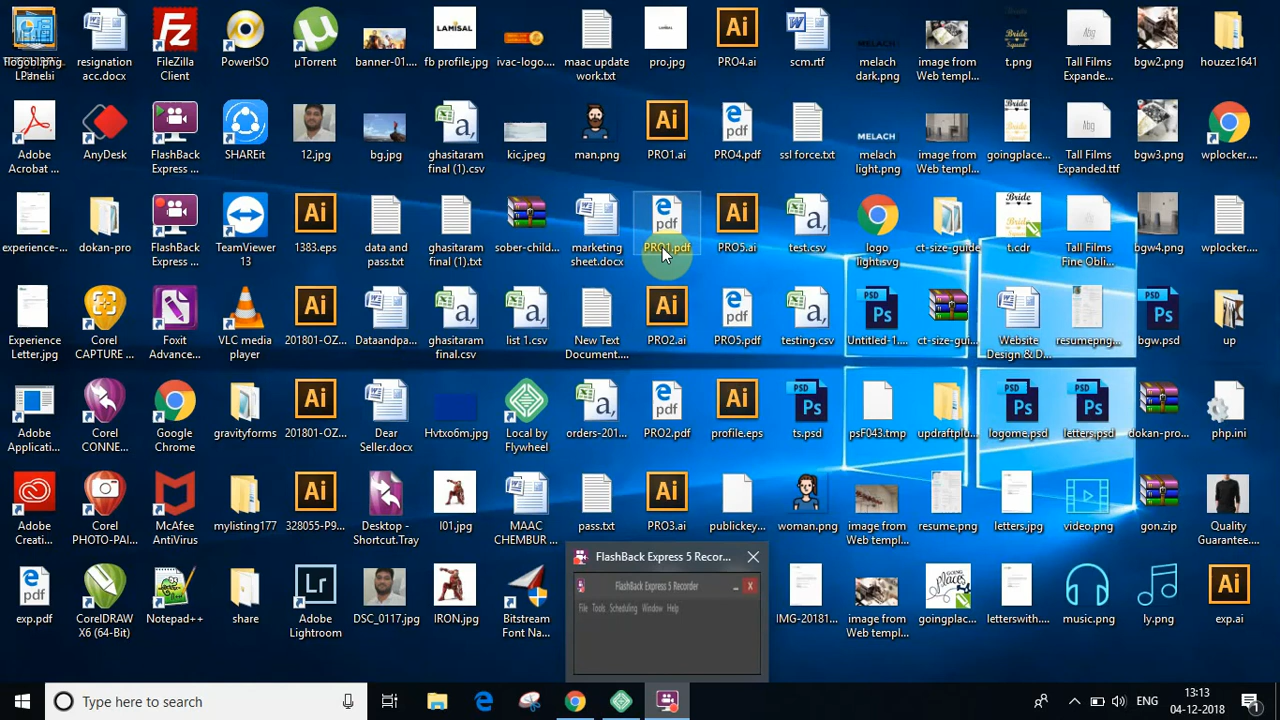 logobl.png
LPanel
resignation
acc.docx
FileZilla
Client
PowerISO
µTorrent
banner-01....
fb profile.jpg
ivac-logo....
maac update
work.txt
pro.jpg
PRO4.ai
scm.rtf
melach
dark.png
image from
Web templ...
t.png
Tall Films
Expande...
bgw2.png
houzez1641
Adobe
Acrobat ...
AnyDesk
FlashBack
Express ...
SHAREit
12.jpg
bg.jpg
ghasitaram
final (1).csv
kic.jpeg
man.png
PRO1.ai
PRO4.pdf
ssl force.txt
melach
light.png
image from
Web templ...
goingplace...
Tall Films
Expanded.ttf
bgw3.png
wplocker....
experience-...
dokan-pro
FlashBack
Express ...
TeamViewer
13
1383.eps
data and
pass.txt
ghasitaram
final (1).txt
sober-child...
marketing
sheet.docx
PRO1.pdf
PRO5.ai
test.csv
logo
light.svg
ct-size-guide
t.cdr
Tall Films
Fine Obli...
bgw4.png
wplocker....
Experience
Letter.jpg
Corel
CAPTURE ...
Foxit
Advance...
VLC media
player
201801-OZ...
Dataandpa...
ghasitaram
final.csv
list 1.csv
New Text
Document....
PRO2.ai
PRO5.pdf
testing.csv
Untitled-1....
ct-size-gui...
Website
Design & D...
resumepng...
bgw.psd
up
Adobe
Applicati...
Corel
CONNE...
Google
Chrome
gravityforms
201801-OZ...
Dear
Seller.docx
Hvtxo6m.jpg
Local by
Flywheel
orders-201...
PRO2.pdf
profile.eps
ts.psd
psF043.tmp
updraftplu...
logome.psd
letters.psd
dokan-pro...
php.ini
Adobe
Creati...
Corel
PHOTO-PAI...
McAfee
AntiVirus
mylisting177
328055-P9...
Desktop -
Shortcut.Tray
I01.jpg
MAAC
CHEMBUR ...
pass.txt
PRO3.ai
publickey...
woman.png
image from
Web templ...
resume.png
letters.jpg
video.png
gon.zip
Quality
Guarantee...
exp.pdf
CorelDRAW
X6 (64-Bit)
Notepad++
share
Adobe
Lightroom
DSC_0117.jpg
IRON.jpg
Bitstream
Font Na...
FlashBack Express 5 Recor...
FlashBack Express 5 Recorder
File Tools Scheduling Window Help
IMG-20181...
image from
Web templ...
goingplac...
letterswith....
music.png
ly.png
exp.ai
Type here to search
ENG
13:13
04-12-2018